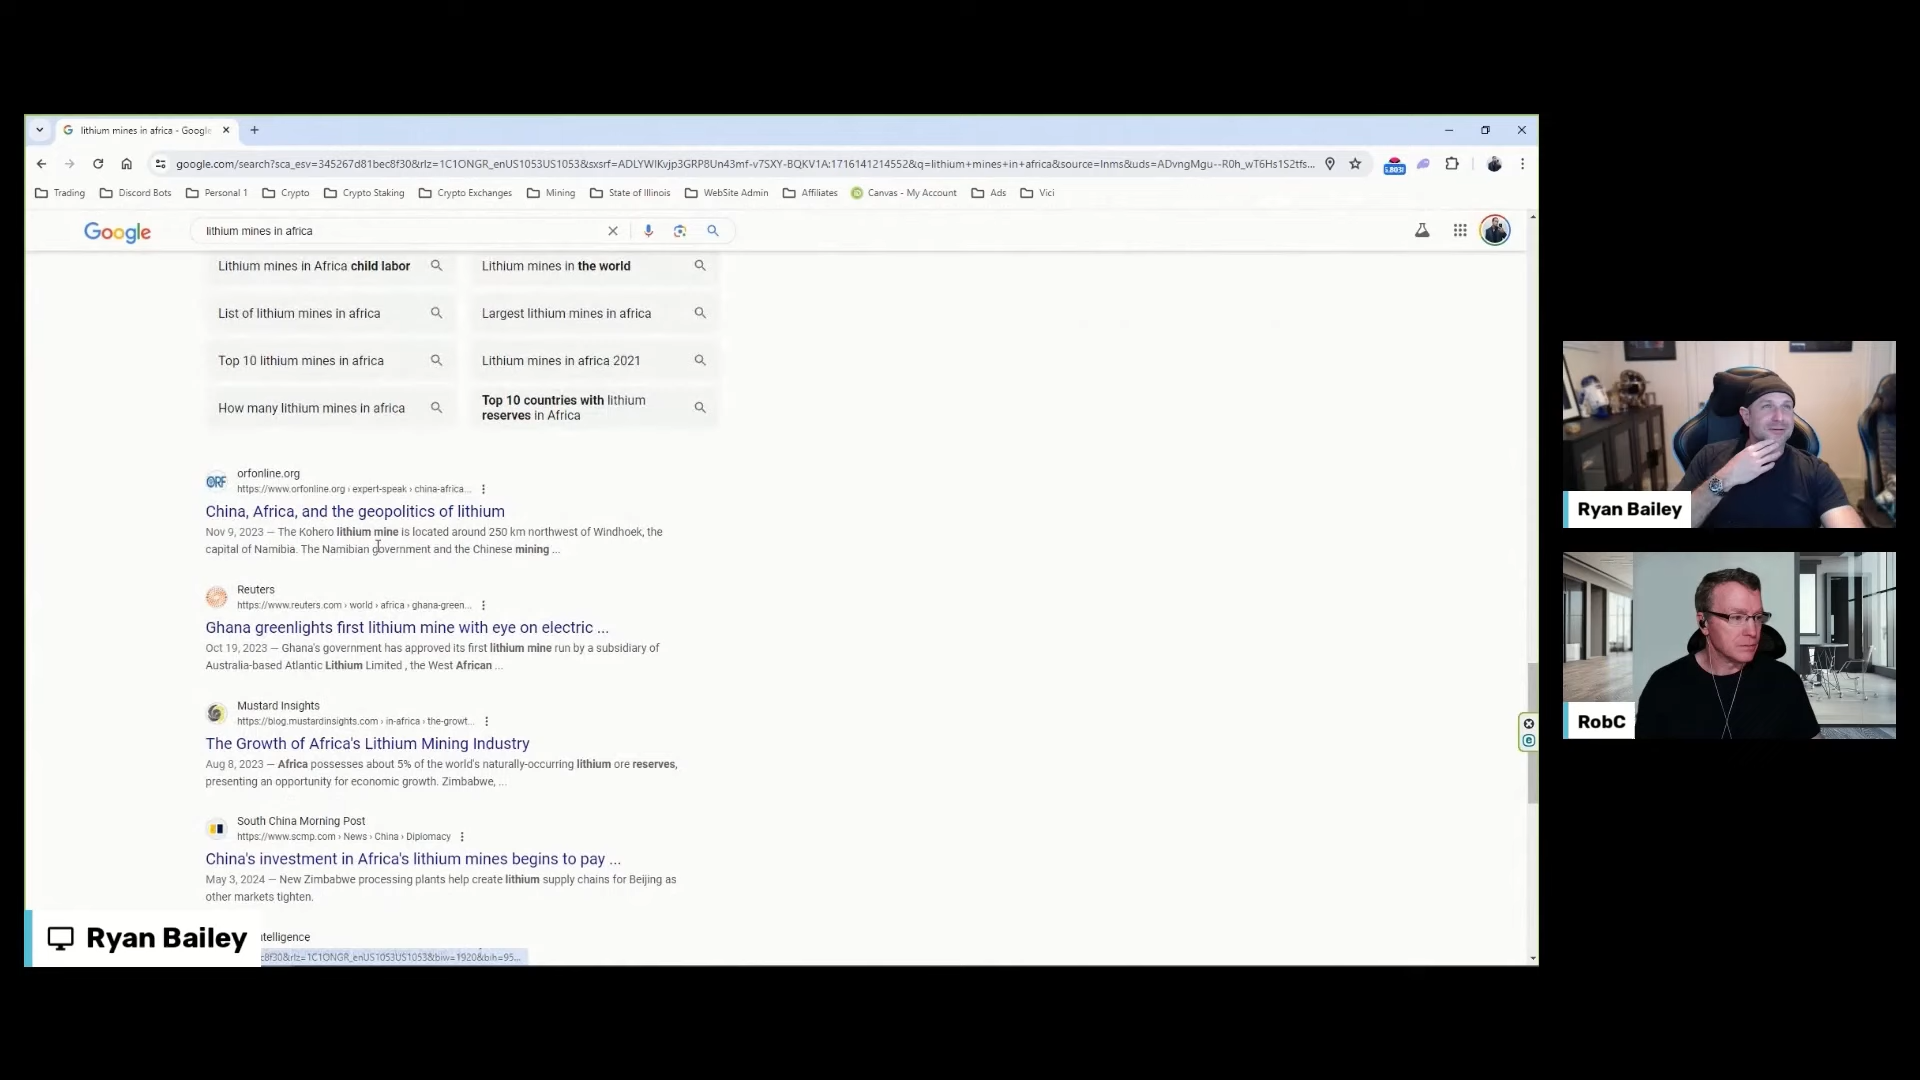 lithium mines in africa - Google
google.com/search?sca_esv=345267d81bec8f30&rlz=1C1ONGR_enUS1053US1053&sxsrf=ADLYWIKvjp3GRP8Un43mf-v7SXY-BQKV1A:1716141214552&q=lithium+mines+in+africa&source=lnms&uds=ADvngMgu--R0h_wT6Hs1S2tfs...
Trading Discord Bots Personal 1 Crypto Crypto Staking Crypto Exchanges Mining State of Illinois WebSite Admin Affiliates Canvas - My Account Ads Vici
Google lithium mines in africa
Lithium mines in Africa child labor
Lithium mines in the world
List of lithium mines in africa
Largest lithium mines in africa
Top 10 lithium mines in africa
Lithium mines in africa 2021
How many lithium mines in africa
Top 10 countries with lithium
reserves in Africa
ORF
orfonline.org
https://www.orfonline.org › expert-speak › china-africa...
China, Africa, and the geopolitics of lithium
Nov 9, 2023 — The Kohero lithium mine is located around 250 km northwest of Windhoek, the
capital of Namibia. The Namibian government and the Chinese mining ...
Reuters
https://www.reuters.com › world › africa › ghana-green...
Ghana greenlights first lithium mine with eye on electric ...
Oct 19, 2023 — Ghana's government has approved its first lithium mine run by a subsidiary of
Australia-based Atlantic Lithium Limited , the West African ...
Mustard Insights
https://blog.mustardinsights.com › in-africa › the-growt...
The Growth of Africa's Lithium Mining Industry
Aug 8, 2023 — Africa possesses about 5% of the world's naturally-occurring lithium ore reserves,
presenting an opportunity for economic growth. Zimbabwe, ...
South China Morning Post
https://www.scmp.com › News › China › Diplomacy
China's investment in Africa's lithium mines begins to pay ...
May 3, 2024 — New Zimbabwe processing plants help create lithium supply chains for Beijing as
other markets tighten.
ntelligence
c8f30&rlz=1C1ONGR_enUS1053US1053&biw=1920&bih=95...
Ryan Bailey
Ryan Bailey
RobC